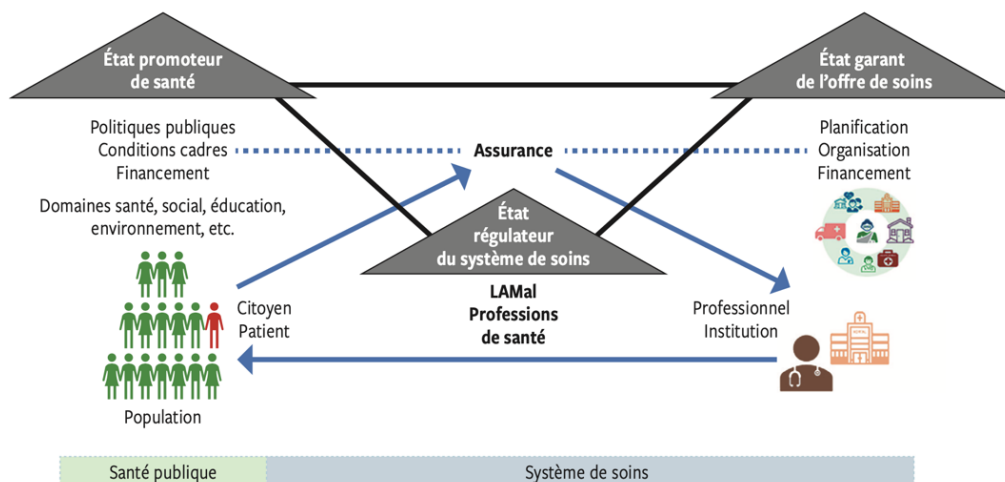 État promoteur
de santé
État garant
de l’offre de soins
Politiques publiques
Conditions cadres
Financement
Assurance
Planification
Organisation
Financement
Domaines santé, social, éducation,
environnement, etc.
État
régulateur
du système de soins
LAMal
Professions
de santé
Citoyen
Patient
Professionnel
Institution
Population
Santé publique
Système de soins